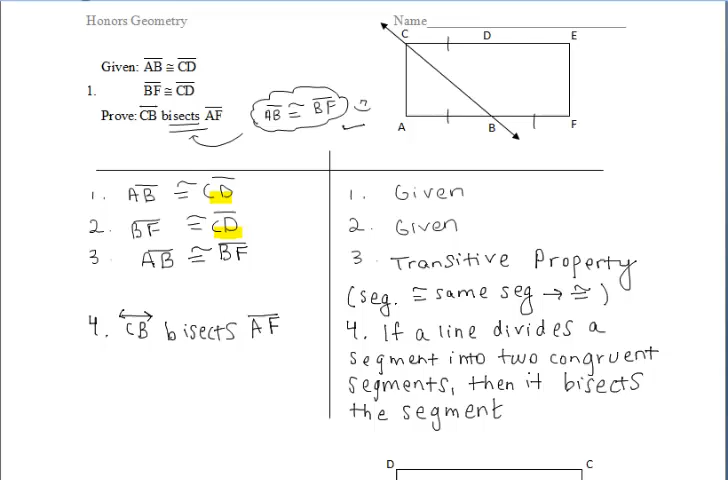 Honors Geometry
Name
Given: AB ≅ CD
1. BF ≅ CD
Prove: CB bisects AF
AB ≅ BF
C D E
A B F
1. AB ≅ CD
1. Given
2. BF ≅ CD
2. Given
3. AB ≅ BF
3. Transitive Property
(seg. ≅ same seg → ≅)
4. CB bisects AF
4. If a line divides a
segment into two congruent
segments, then it bisects
the segment
D C